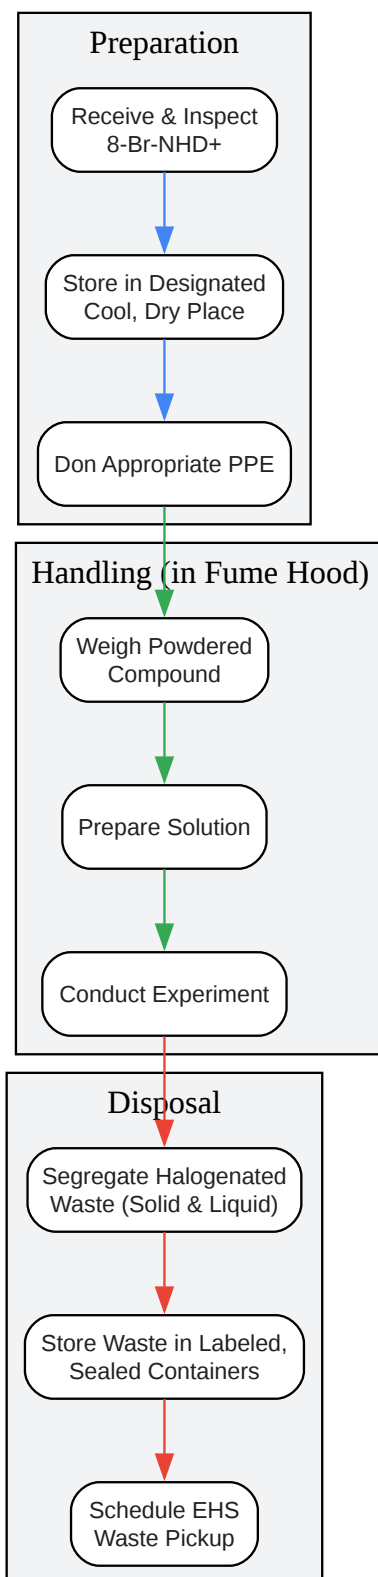 Preparation
Receive & Inspect
8-Br-NHD+
Store in Designated
Cool, Dry Place
Don Appropriate PPE
Handling (in Fume Hood)
Weigh Powdered
Compound
Prepare Solution
Conduct Experiment
Disposal
Segregate Halogenated
Waste (Solid & Liquid)
Store Waste in Labeled,
Sealed Containers
Schedule EHS
Waste Pickup